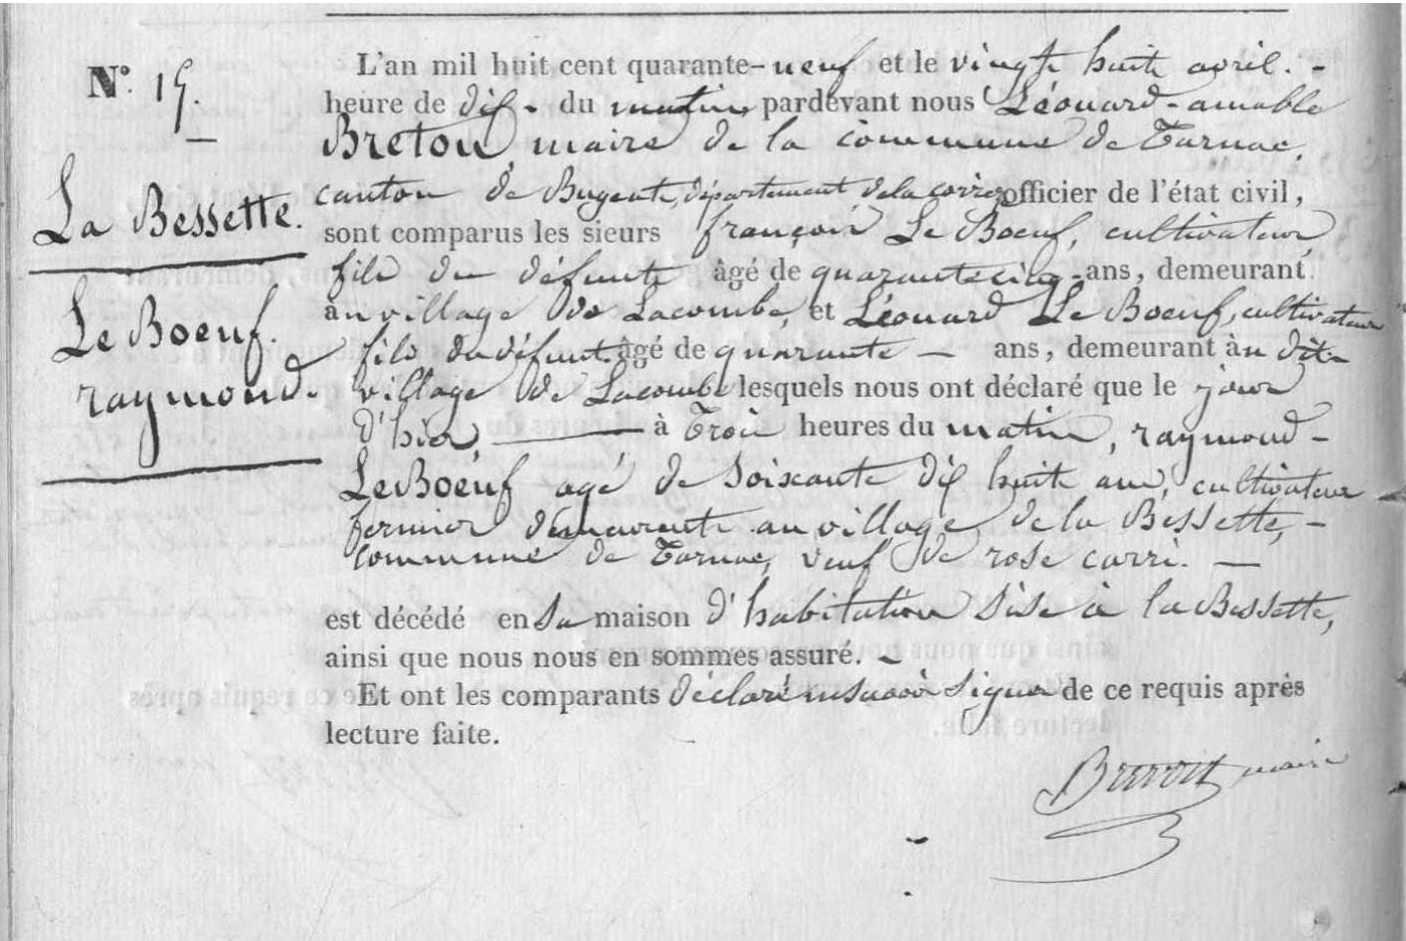 N.º 15.
La Bessette.
Le Boeuf.
raymond.
L'an mil huit cent quarante-neuf et le vingt huit avril. -
heure de dix - du matin, pardevant nous Léonard - amable
Breton, maire de la commune de Tarnac,
canton de Bugeat, département de la corrèze officier de l'état civil,
sont comparus les sieurs françois Le Boeuf, cultivateur,
fils du défunt âgé de quarante cinq - ans, demeurant
au village de Lacombe, et Léonard Le Boeuf, cultivateur
fils du défunt âgé de quarante - ans, demeurant au dit
village de Lacombe lesquels nous ont déclaré que le jour
d'hier à trois heures du matin, raymond -
Le Boeuf agé de soixante dix huit ans, cultivateur
fermier demeurant au village de la Bessette, -
commune de Tarnac, veuf de rose carri. -
est décédé en sa maison d'habitation sise à la Bessette,
ainsi que nous nous en sommes assuré. -
Et ont les comparants déclaré ne savoir signer de ce requis après
lecture faite.
maire